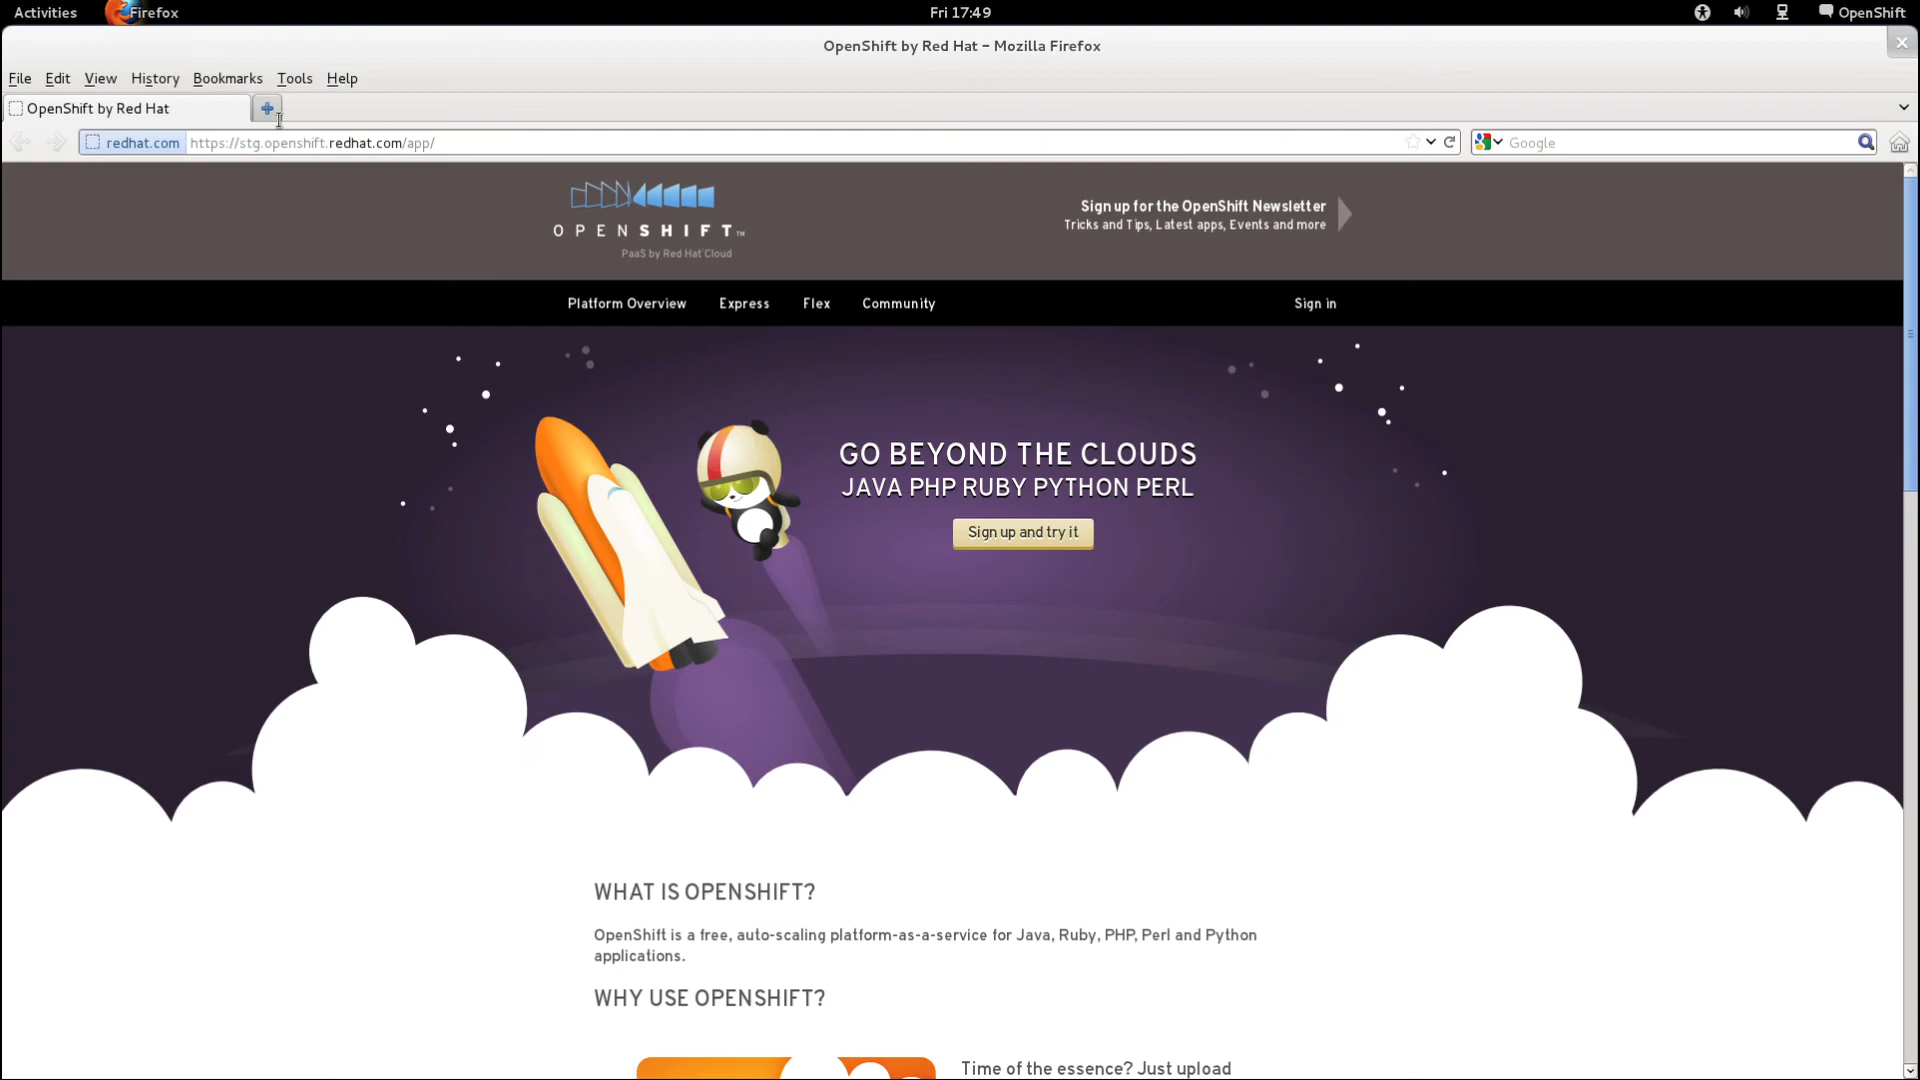 Activities Firefox Fri 17:49 OpenShift
OpenShift by Red Hat – Mozilla Firefox
File Edit View History Bookmarks Tools Help
OpenShift by Red Hat
redhat.com https://stg.openshift.redhat.com/app/ Google
OPENSHIFT™
PaaS by Red Hat Cloud
Sign up for the OpenShift Newsletter
Tricks and Tips, Latest apps, Events and more
Platform Overview Express Flex Community Sign in
GO BEYOND THE CLOUDS
JAVA PHP RUBY PYTHON PERL
Sign up and try it
WHAT IS OPENSHIFT?
OpenShift is a free, auto-scaling platform-as-a-service for Java, Ruby, PHP, Perl and Python
applications.
WHY USE OPENSHIFT?
Time of the essence? Just upload